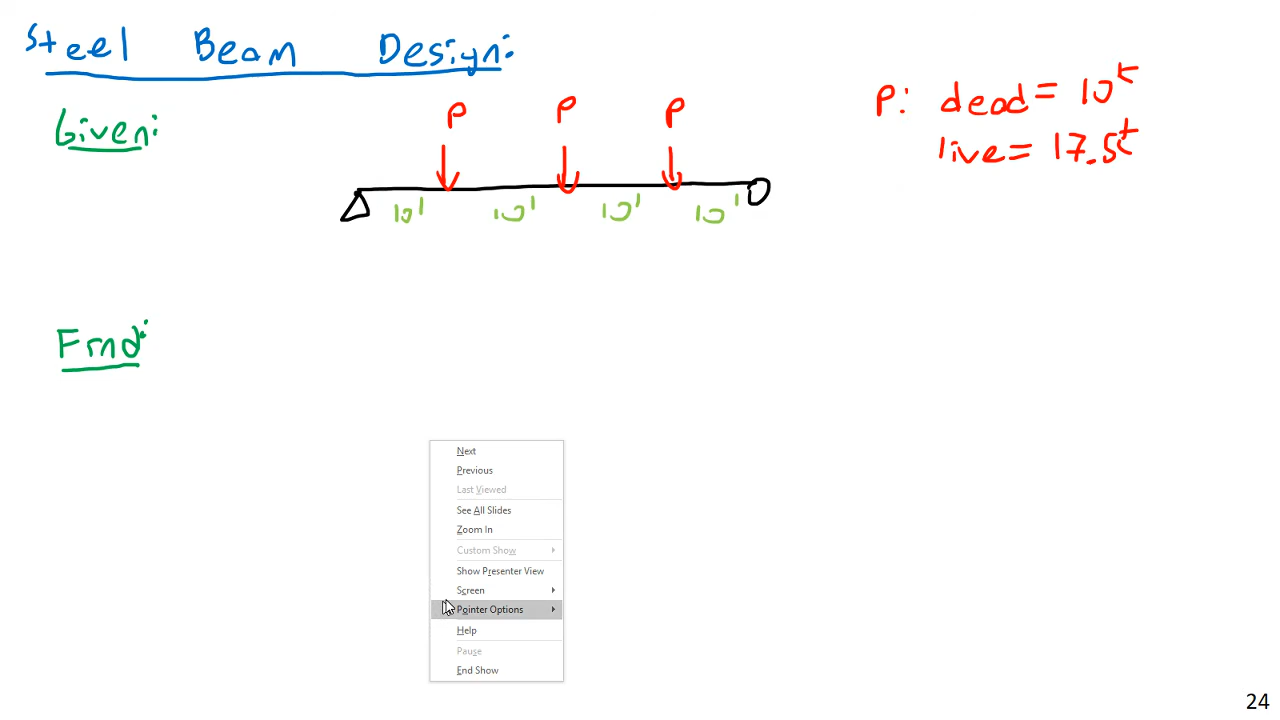 Steel Beam Design:
Given:
P P P
P: dead = 10k
live = 17.5k
10' 10' 10' 10'
Find:
Next
Previous
Last Viewed
See All Slides
Zoom In
Custom Show
Show Presenter View
Screen
Pointer Options
Help
Pause
End Show
24